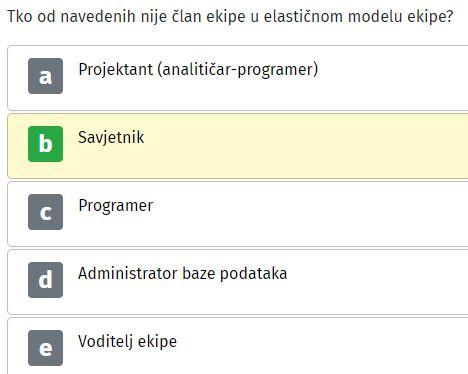 Tko od navedenih nije član ekipe u elastičnom modelu ekipe?
a Projektant (analitičar-programer)
b Savjetnik
c Programer
d Administrator baze podataka
e Voditelj ekipe